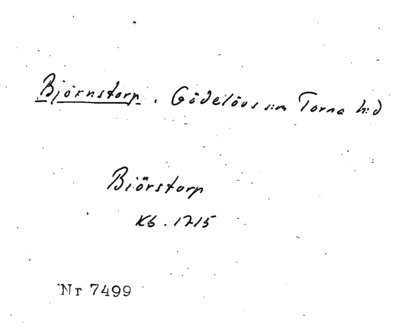 Björnstorp. Gödelövs sn Torna hd
Biörstorp
Kb. 1715
Nr 7499